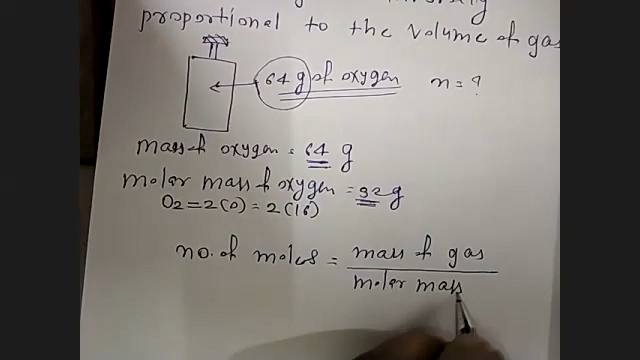 proportional to the volume of gas
64 g of oxygen n = ?
mass of oxygen = 64 g
molar mass of oxygen = 32g
O2 = 2(O) = 2(16)
no. of moles = mass of gas
molar mass